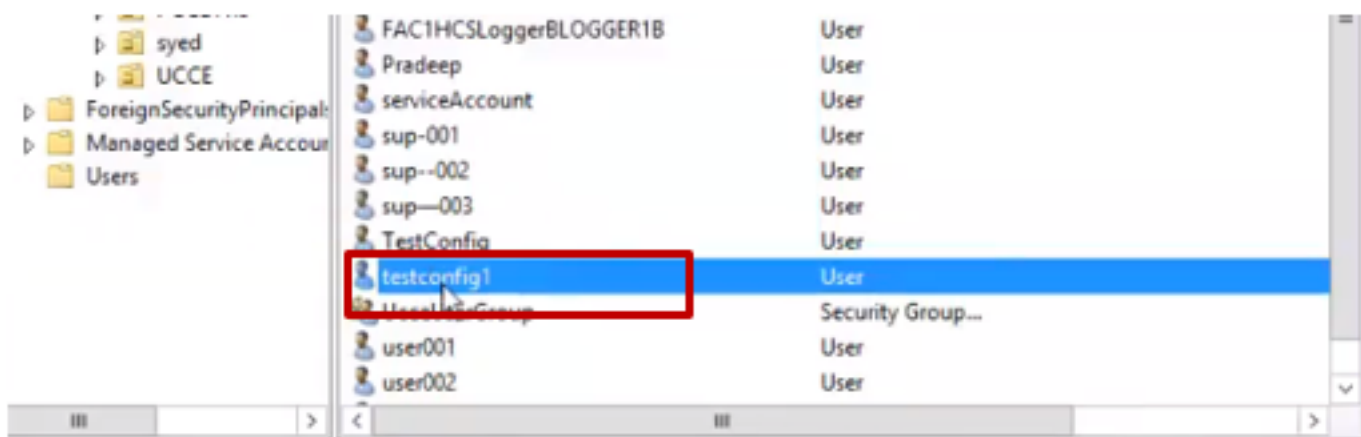 syed
UCCE
ForeignSecurityPrincipal
Managed Service Accour
Users
FAC1HCSLoggerBLOGGER1B User
Pradeep User
serviceAccount User
sup-001 User
sup--002 User
sup—003 User
TestConfig User
testconfig1 User
Security Group...
user001 User
user002 User